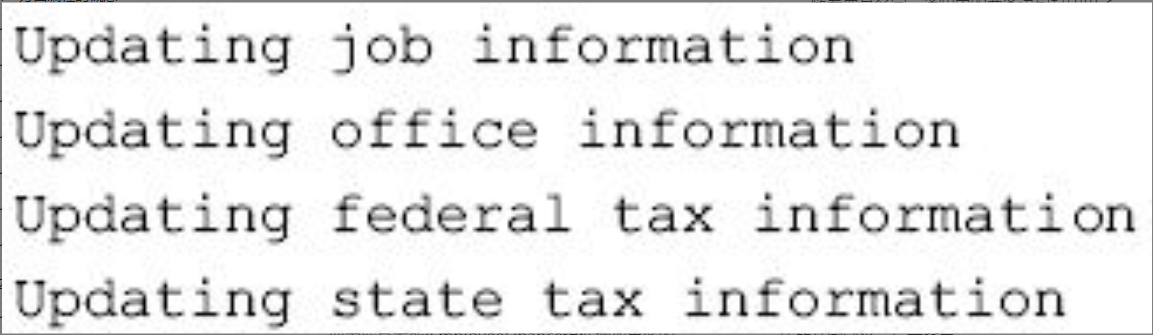 Updating job information
Updating office information
Updating federal tax information
Updating state tax information